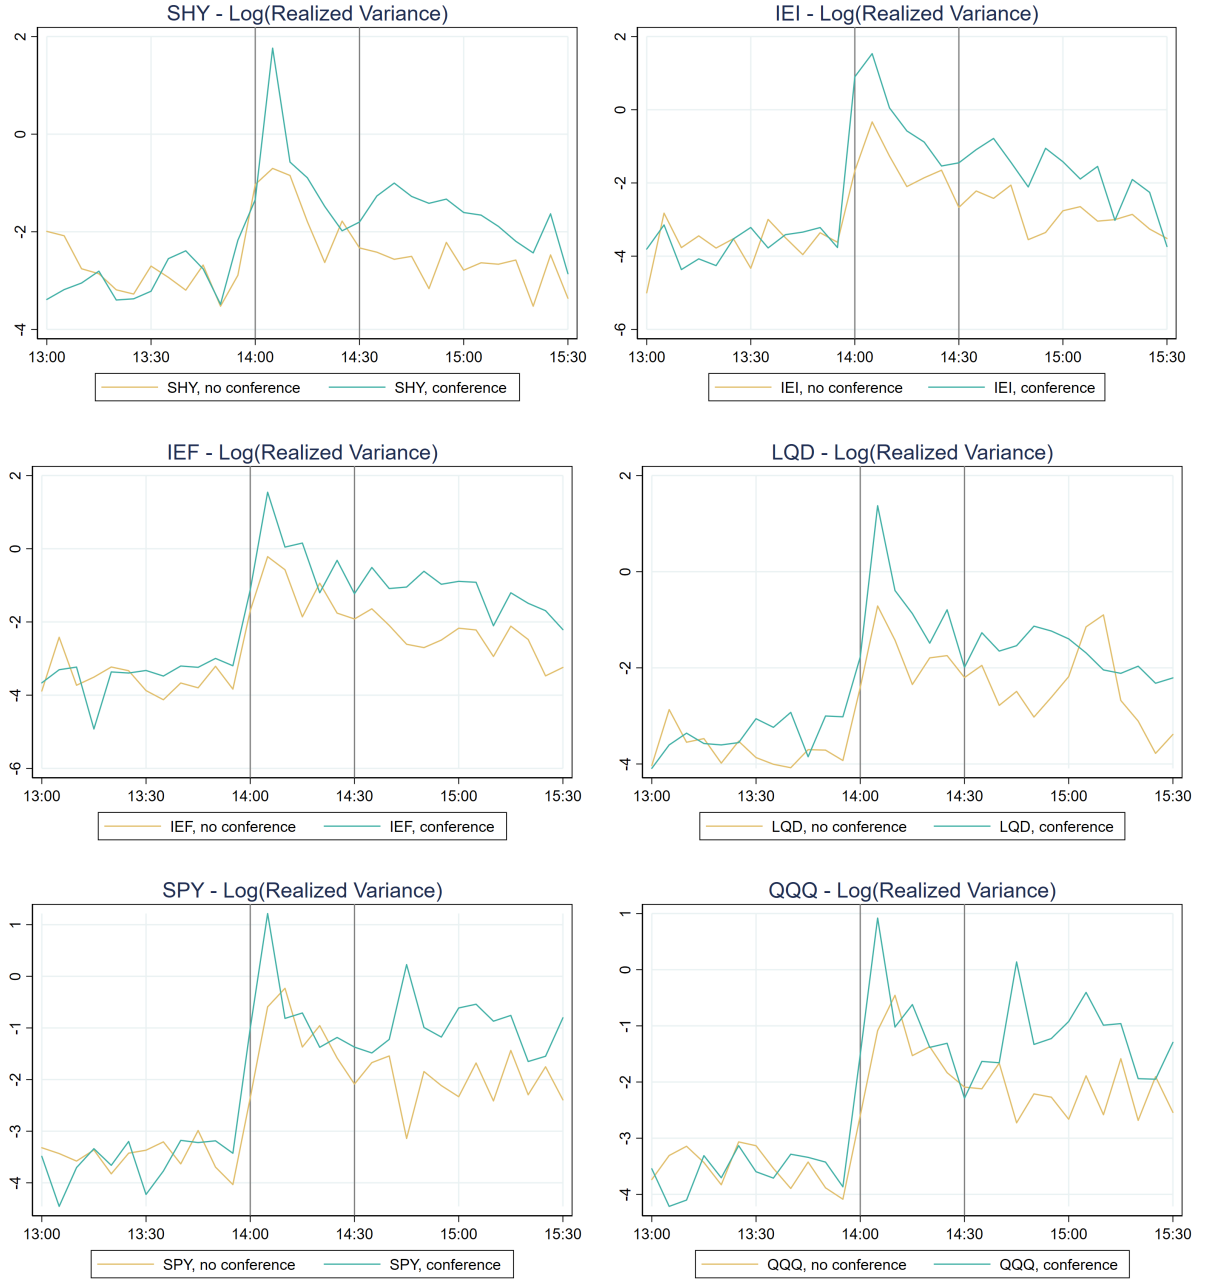 SHY - Log(Realized Variance)
2
0
-2
-4
13:00 13:30 14:00 14:30 15:00 15:30
SHY, no conference SHY, conference
IEI - Log(Realized Variance)
2
0
-2
-4
-6
13:00 13:30 14:00 14:30 15:00 15:30
IEI, no conference IEI, conference
IEF - Log(Realized Variance)
2
0
-2
-4
-6
13:00 13:30 14:00 14:30 15:00 15:30
IEF, no conference IEF, conference
LQD - Log(Realized Variance)
2
0
-2
-4
13:00 13:30 14:00 14:30 15:00 15:30
LQD, no conference LQD, conference
SPY - Log(Realized Variance)
1
0
-1
-2
-3
-4
13:00 13:30 14:00 14:30 15:00 15:30
SPY, no conference SPY, conference
QQQ - Log(Realized Variance)
1
0
-1
-2
-3
-4
13:00 13:30 14:00 14:30 15:00 15:30
QQQ, no conference QQQ, conference